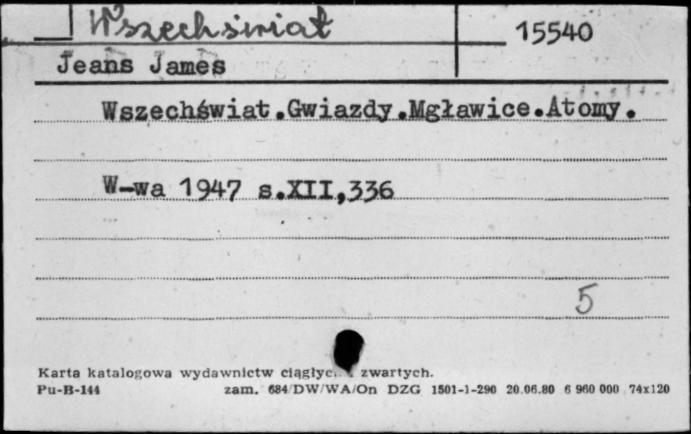 Wszechświat
15540
Jeans James
Wszechświat.Gwiazdy.Mgławice.Atomy.
W-wa 1947 s.XII,336
5
Karta katalogowa wydawnictw zwartych.
Pu-B-144 zam. 684/DW/WA/On DZG 1501-1-290 20.06.80 6 960 000 74x120